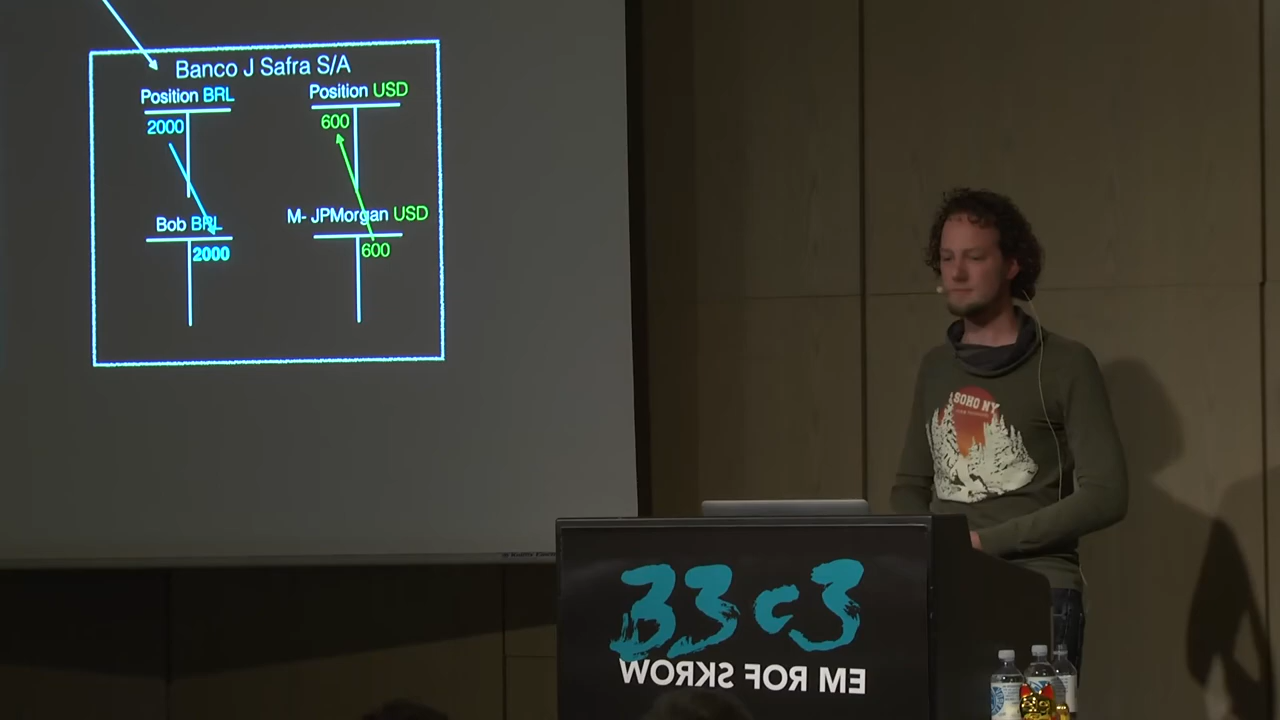 Banco J Safra S/A
Position BRL
Position USD
2000
600
Bob BRL
M- JPMorgan USD
2000
600
SOHO NY
33c3
WORKS FOR ME